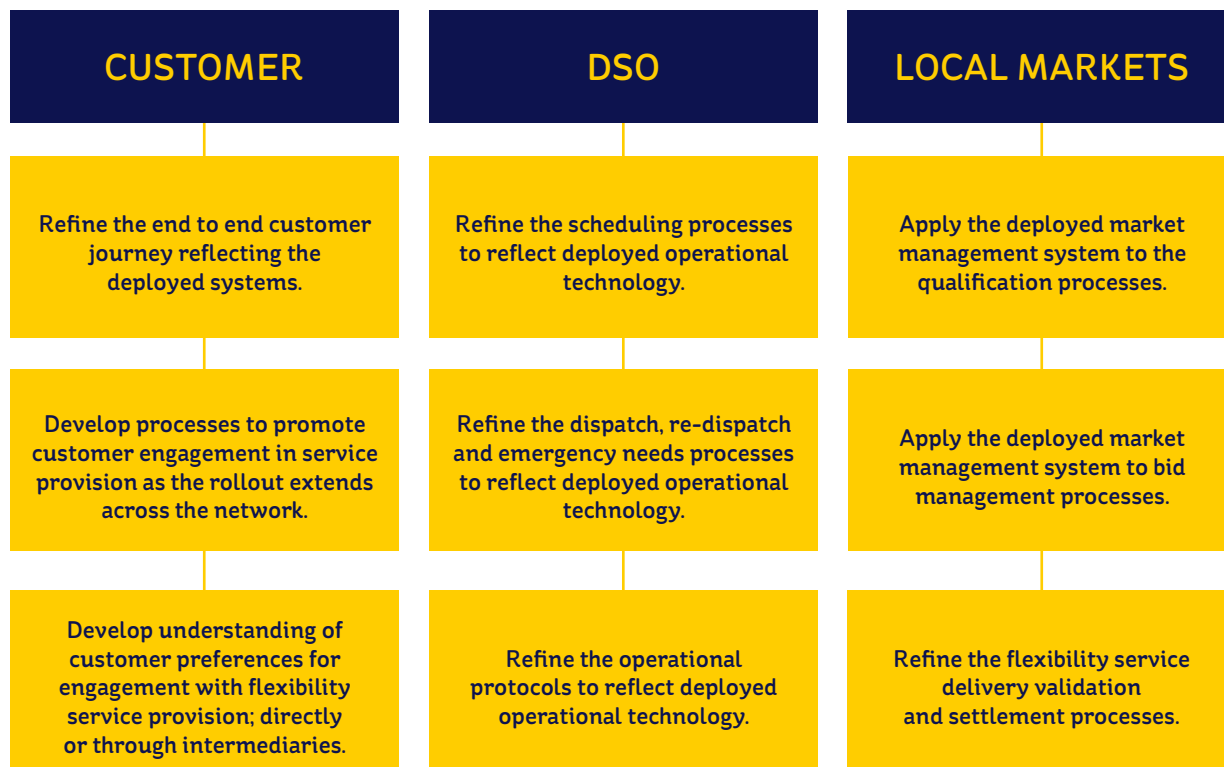 CUSTOMER
Refine the end to end customer
journey reflecting the
deployed systems.
Develop processes to promote
customer engagement in service
provision as the rollout extends
across the network.
Develop understanding of
customer preferences for
engagement with flexibility
service provision; directly
or through intermediaries.
DSO
Refine the scheduling processes
to reflect deployed operational
technology.
Refine the dispatch, re-dispatch
and emergency needs processes
to reflect deployed operational
technology.
Refine the operational
protocols to reflect deployed
operational technology.
LOCAL MARKETS
Apply the deployed market
management system to the
qualification processes.
Apply the deployed market
management system to bid
management processes.
Refine the flexibility service
delivery validation
and settlement processes.